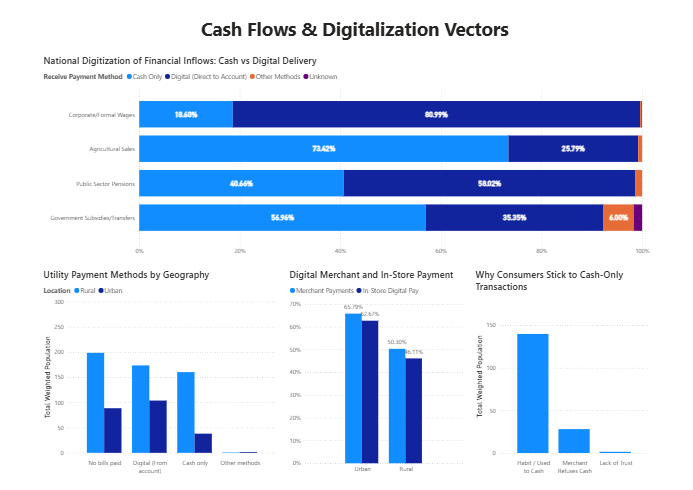 Cash Flows & Digitalization Vectors
National Digitization of Financial Inflows: Cash vs Digital Delivery
Receive Payment Method Cash Only Digital (Direct to Account) Other Methods Unknown
Corporate/Formal Wages 18.60% 80.99%
Agricultural Sales 73.42% 25.79%
Public Sector Pensions 40.66% 58.02%
Government Subsidies/Transfers 56.96% 35.35% 6.00%
0% 20% 40% 60% 80% 100%
Utility Payment Methods by Geography
Location Rural Urban
Total Weighted Population
300
250
200
150
100
50
0
No bills paid
Digital (From account)
Cash only
Other methods
Digital Merchant and In-Store Payment
Merchant Payments In-Store Digital Pay
70%
60%
50%
40%
30%
20%
10%
0%
65.79%
62.67%
50.30%
46.11%
Urban Rural
Why Consumers Stick to Cash-Only
Transactions
Total Weighted Population
150
100
50
0
Habit / Used to Cash
Merchant Refuses Cash
Lack of Trust